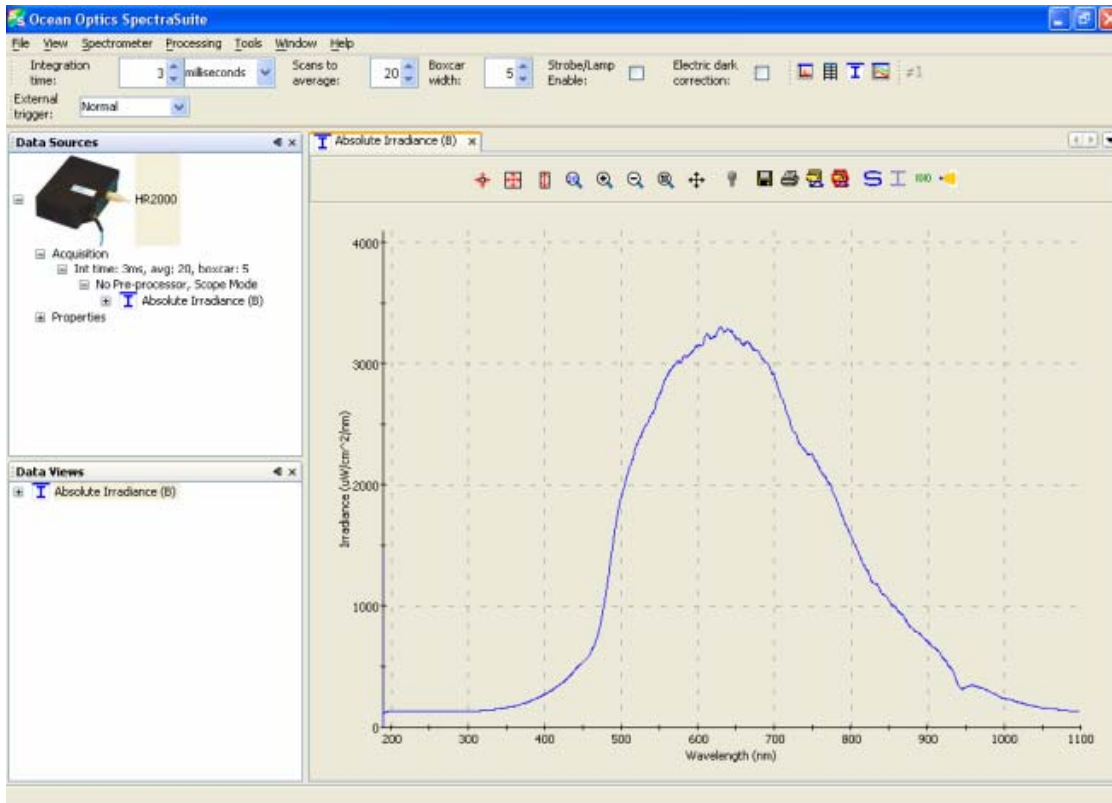 Ocean Optics SpectraSuite
File View Spectrometer Processing Tools Window Help
Integration time: 3 milliseconds Scans to average: 20 Boxcar width: 5 Strobe/Lamp Enable: Electric dark correction: ≠1
External trigger: Normal
Data Sources
HR2000
Acquisition
Int time: 3ms, avg: 20, boxcar: 5
No Pre-processor, Scope Mode
Absolute Irradiance (B)
Properties
Data Views
Absolute Irradiance (B)
Absolute Irradiance (B)
4000
3000
2000
1000
0
Irradiance (uW/cm^2/nm)
200 300 400 500 600 700 800 900 1000 1100
Wavelength (nm)